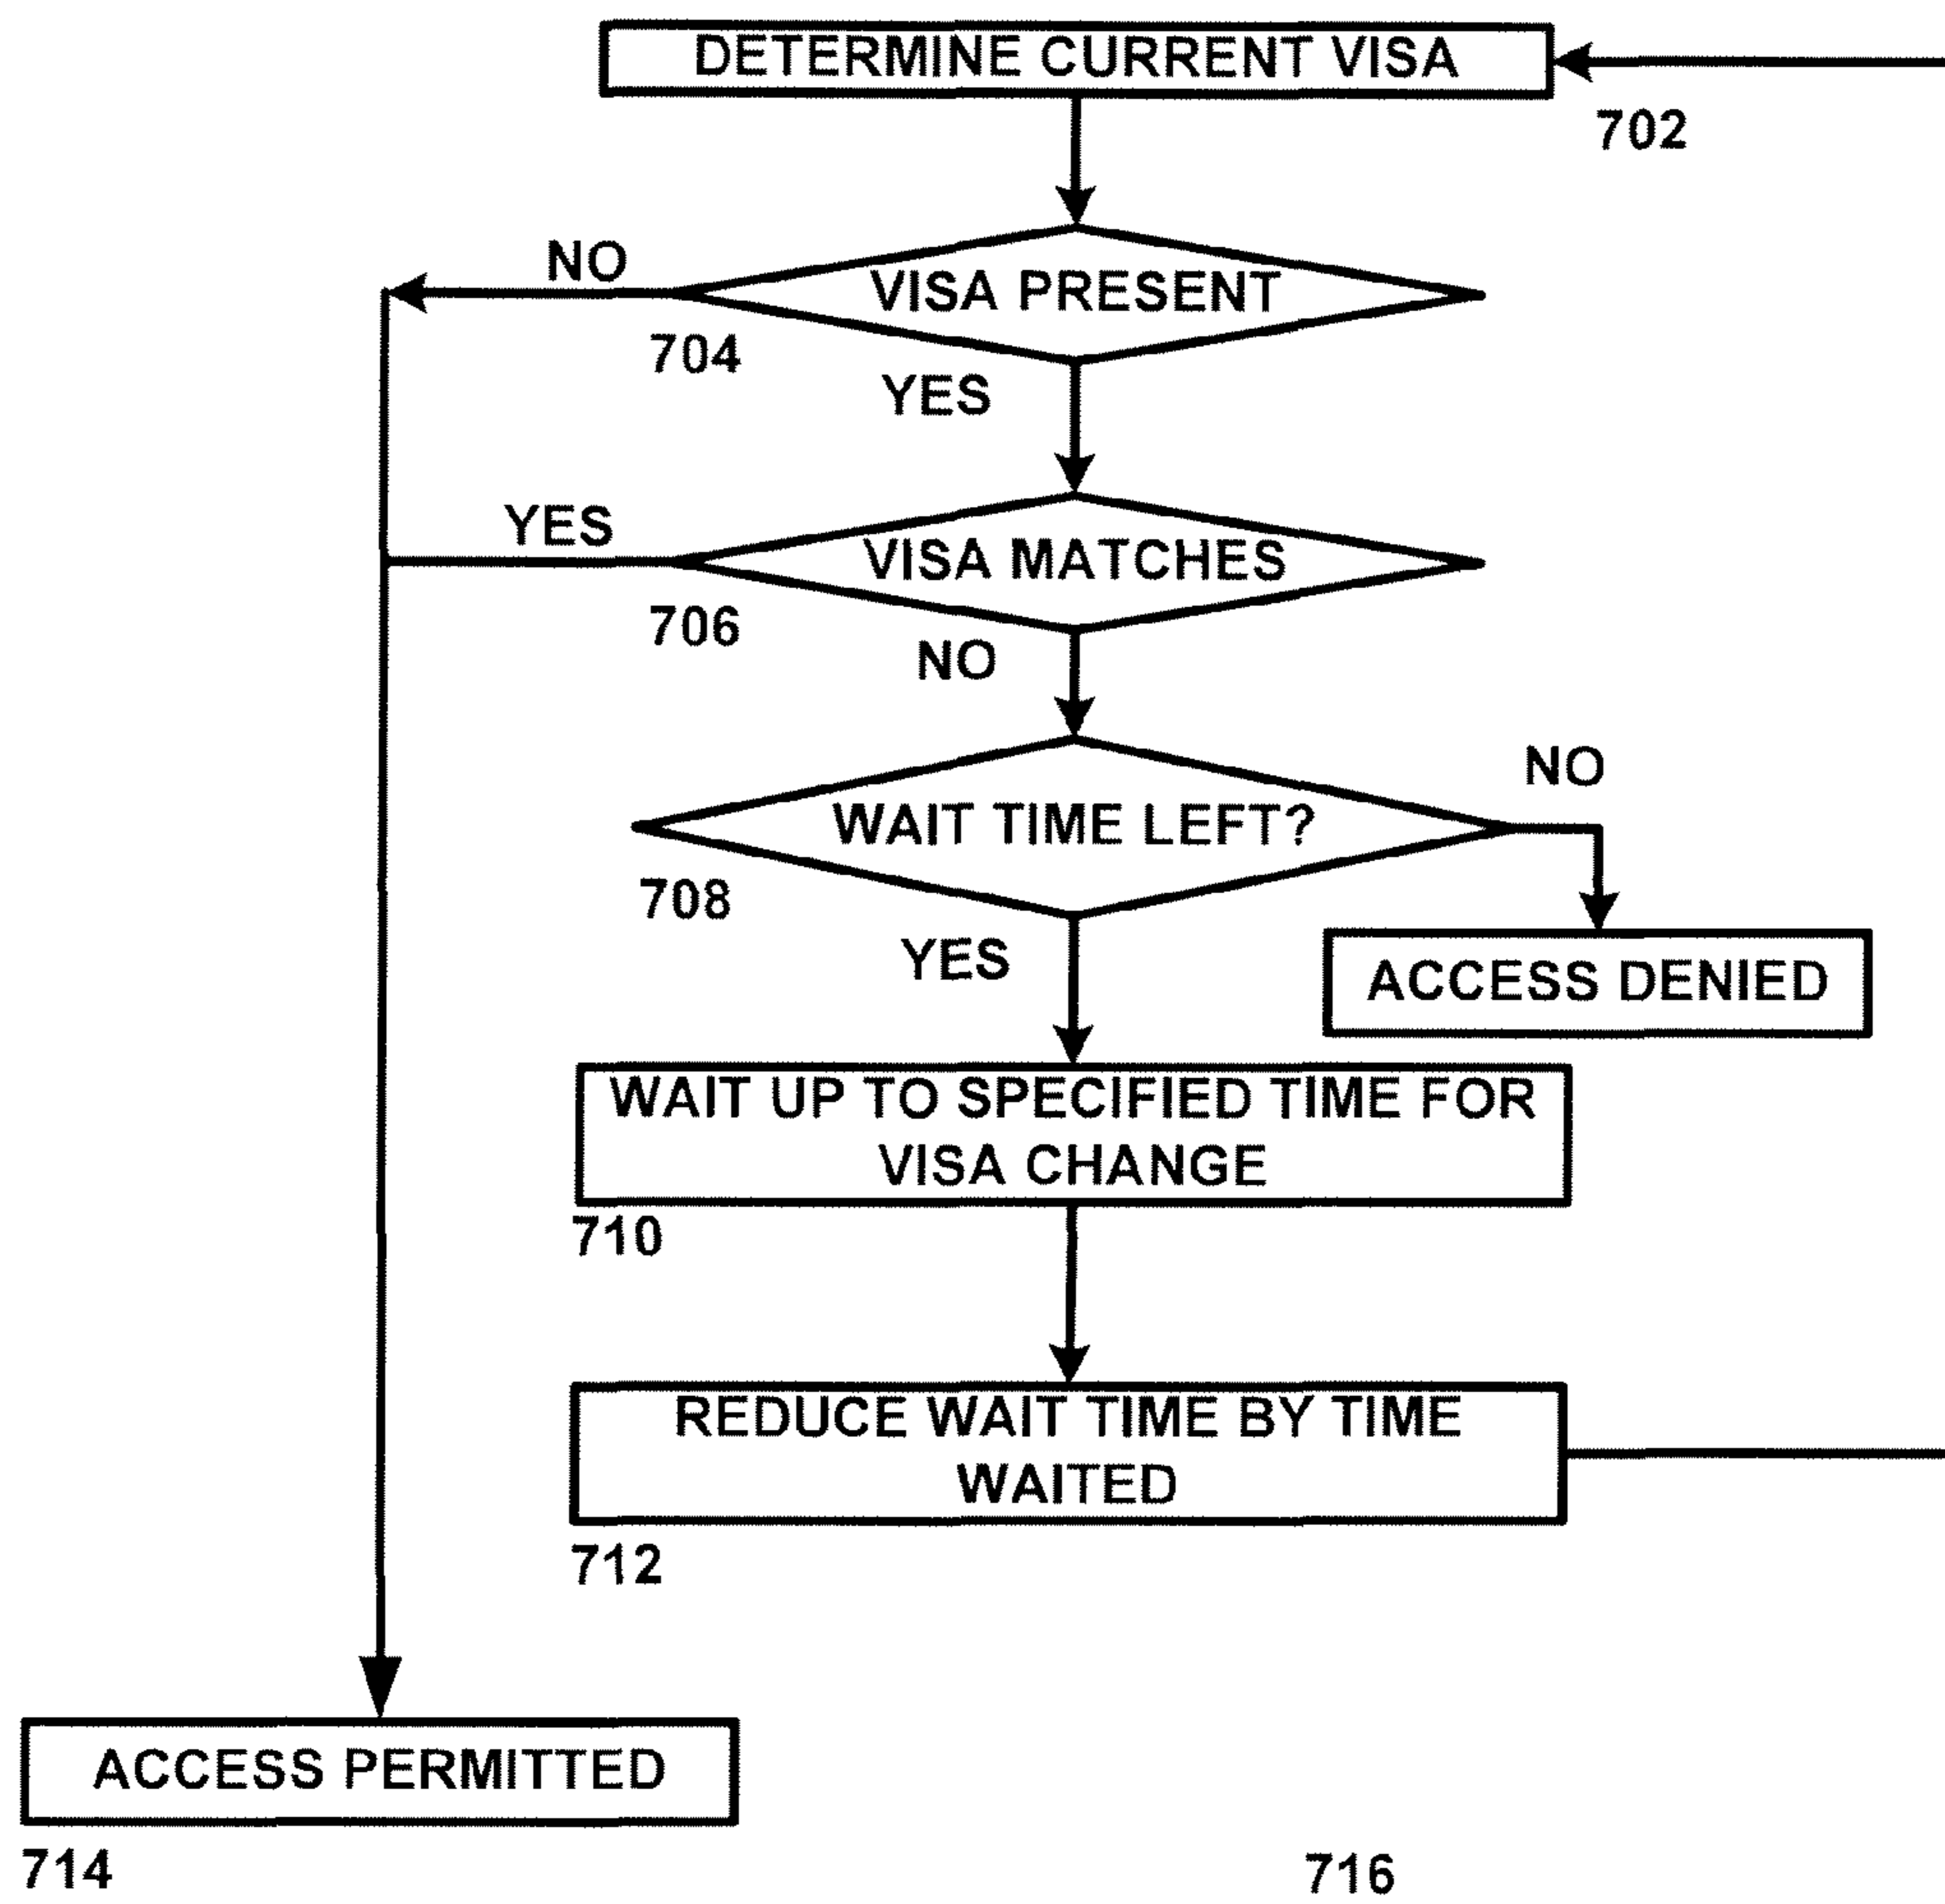 DETERMINE CURRENT VISA
702
NO
VISA PRESENT
704
YES
YES
VISA MATCHES
706
NO
NO
WAIT TIME LEFT?
708
YES
ACCESS DENIED
WAIT UP TO SPECIFIED TIME FOR
VISA CHANGE
710
REDUCE WAIT TIME BY TIME
WAITED
712
ACCESS PERMITTED
714
716